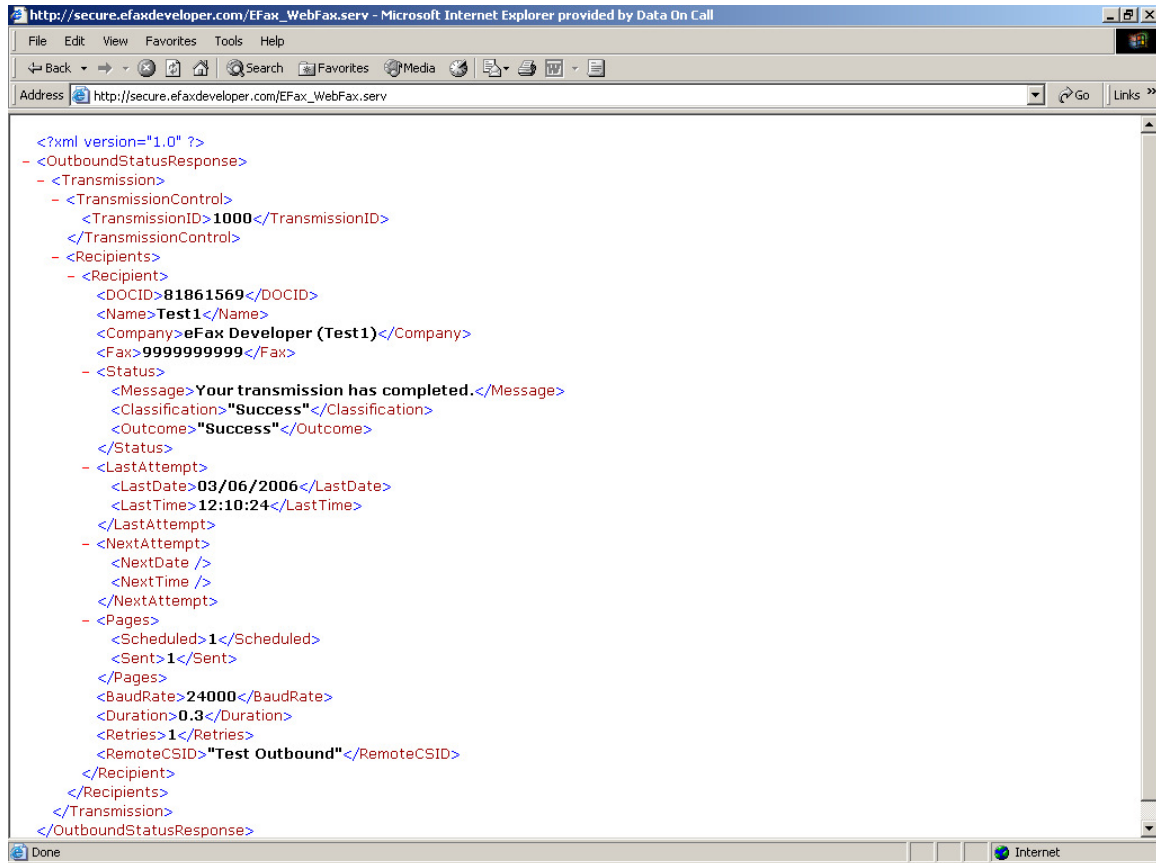 http://secure.efaxdeveloper.com/EFax_WebFax.serv - Microsoft Internet Explorer provided by Data On Call
File Edit View Favorites Tools Help
Back Search Favorites Media
Address http://secure.efaxdeveloper.com/EFax_WebFax.serv Go Links »
<?xml version="1.0" ?>
- <OutboundStatusResponse>
- <Transmission>
- <TransmissionControl>
<TransmissionID>1000</TransmissionID>
</TransmissionControl>
- <Recipients>
- <Recipient>
<DOCID>81861569</DOCID>
<Name>Test1</Name>
<Company>eFax Developer (Test1)</Company>
<Fax>9999999999</Fax>
- <Status>
<Message>Your transmission has completed.</Message>
<Classification>"Success"</Classification>
<Outcome>"Success"</Outcome>
</Status>
- <LastAttempt>
<LastDate>03/06/2006</LastDate>
<LastTime>12:10:24</LastTime>
</LastAttempt>
- <NextAttempt>
<NextDate />
<NextTime />
</NextAttempt>
- <Pages>
<Scheduled>1</Scheduled>
<Sent>1</Sent>
</Pages>
<BaudRate>24000</BaudRate>
<Duration>0.3</Duration>
<Retries>1</Retries>
<RemoteCSID>"Test Outbound"</RemoteCSID>
</Recipient>
</Recipients>
</Transmission>
</OutboundStatusResponse>
Done Internet